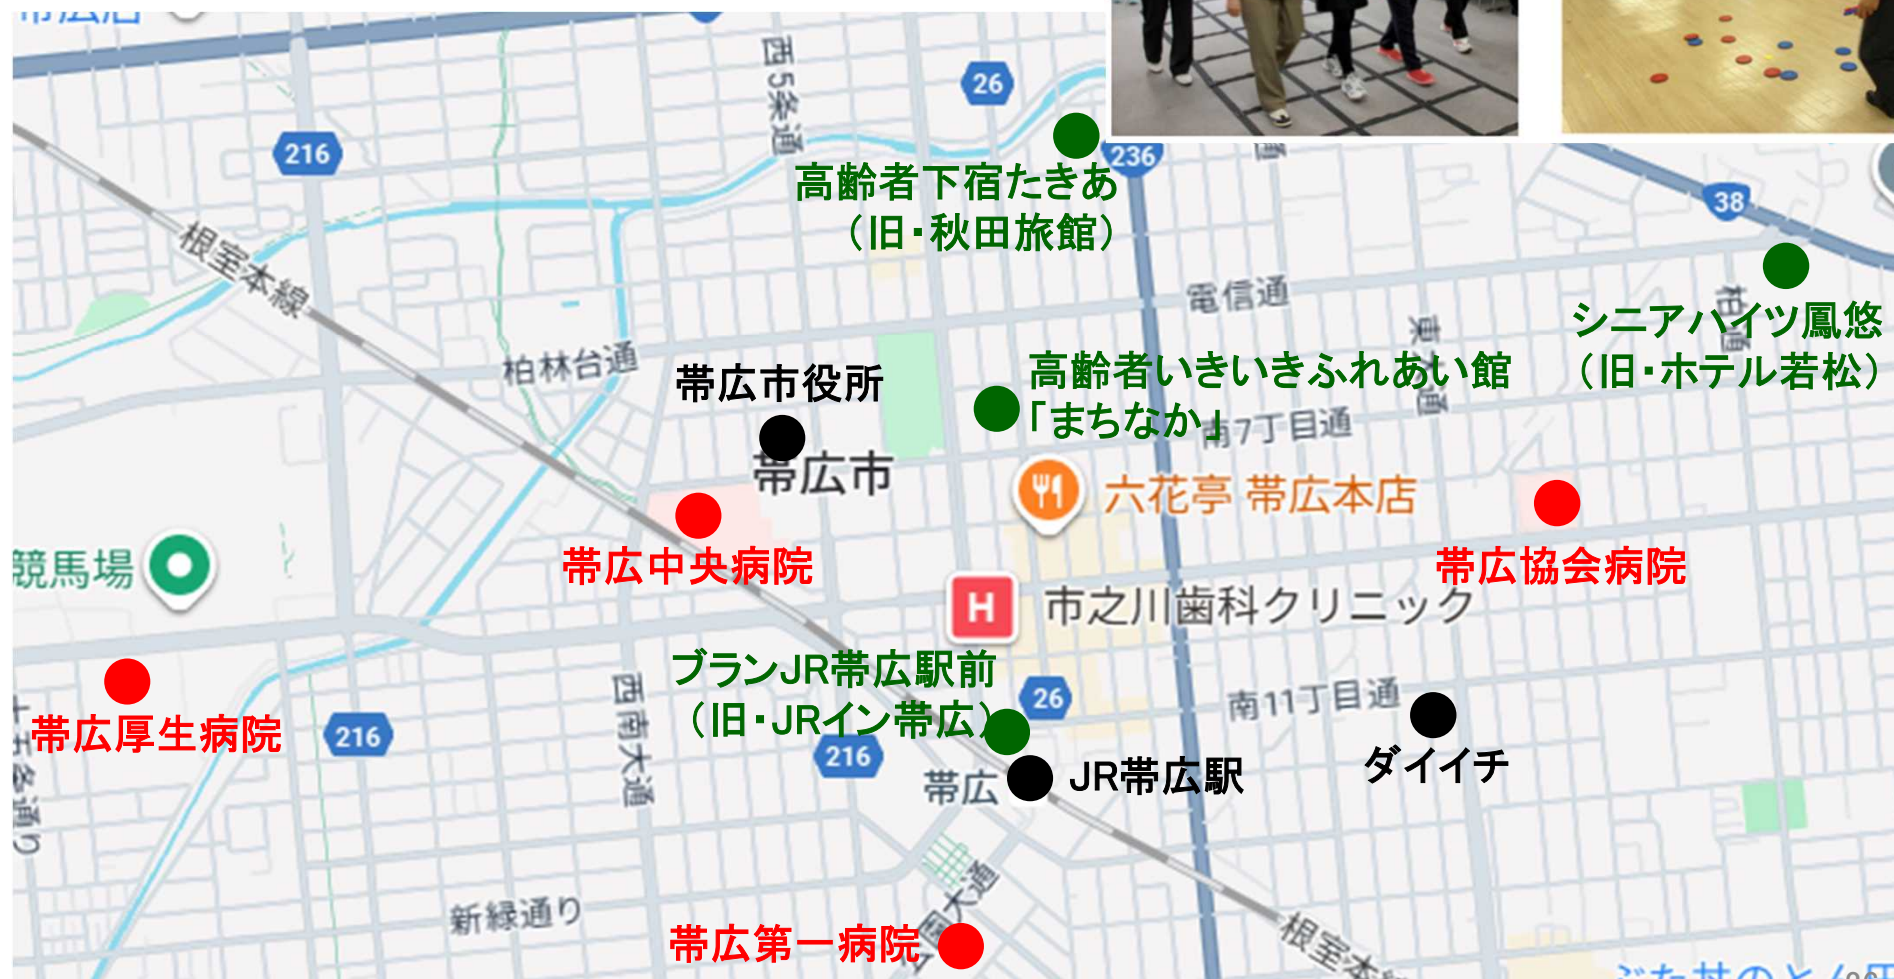 西5条通
26
216
236
高齢者下宿たきあ
（旧・秋田旅館）
38
根室本線
電信通
シニアハイツ鳳悠
（旧・ホテル若松）
柏林台通
帯広市役所
高齢者いきいきふれあい館
「まちなか」
南7丁目通
帯広市
六花亭 帯広本店
帯広中央病院
帯広協会病院
競馬場
市之川歯科クリニック
ブランJR帯広駅前
（旧・JRイン帯広）
26
南11丁目通
帯広厚生病院
216
西南大通
216
ダイイチ
帯広
JR帯広駅
新緑通り
帯広第一病院
根室本線